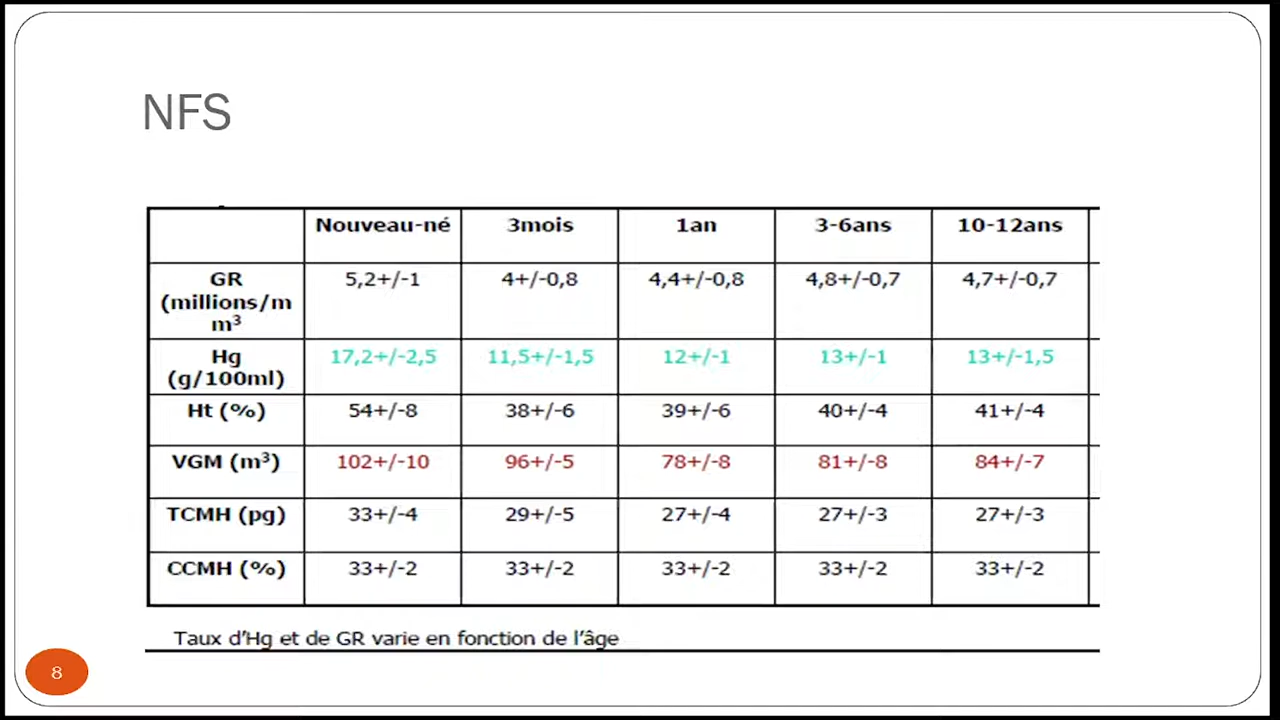 NFS
Nouveau-né 3mois 1an 3-6ans 10-12ans
GR (millions/mm³ 5,2+/-1 4+/-0,8 4,4+/-0,8 4,8+/-0,7 4,7+/-0,7
Hg (g/100ml) 17,2+/-2,5 11,5+/-1,5 12+/-1 13+/-1 13+/-1,5
Ht (%) 54+/-8 38+/-6 39+/-6 40+/-4 41+/-4
VGM (m³) 102+/-10 96+/-5 78+/-8 81+/-8 84+/-7
TCMH (pg) 33+/-4 29+/-5 27+/-4 27+/-3 27+/-3
CCMH (%) 33+/-2 33+/-2 33+/-2 33+/-2 33+/-2
Taux d'Hg et de GR varie en fonction de l'âge
8